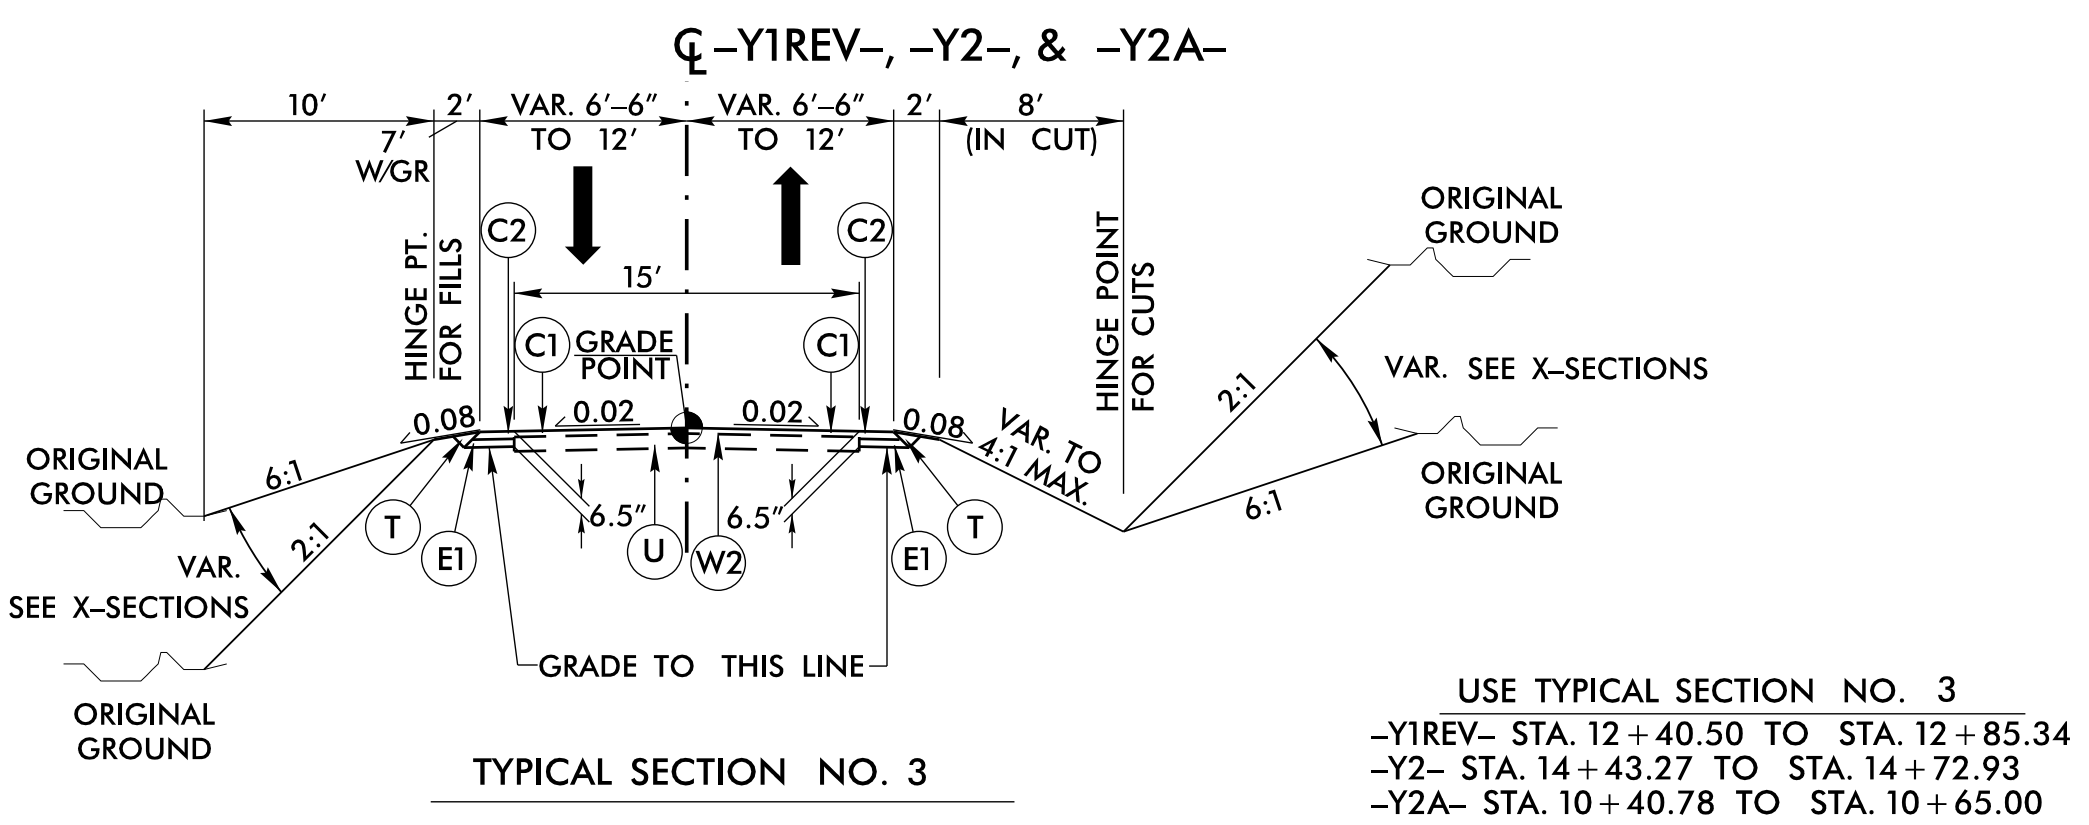 ℄ –Y1REV–, –Y2–, & –Y2A–
10′
2′
VAR. 6′–6″
TO 12′
VAR. 6′–6″
TO 12′
2′
8′
(IN CUT)
7′
W/GR
HINGE PT.
FOR FILLS
C2
C2
15′
C1
GRADE
POINT
C1
HINGE POINT
FOR CUTS
ORIGINAL
GROUND
2:1
VAR. SEE X–SECTIONS
0.08
0.02
0.02
0.08
VAR. TO
4:1 MAX.
ORIGINAL
GROUND
6:1
6:1
ORIGINAL
GROUND
2:1
VAR.
SEE X–SECTIONS
T
E1
6.5″
U
W2
6.5″
E1
T
GRADE TO THIS LINE
ORIGINAL
GROUND
TYPICAL SECTION NO. 3
USE TYPICAL SECTION NO. 3
–Y1REV– STA. 12+40.50 TO STA. 12+85.34
–Y2– STA. 14+43.27 TO STA. 14+72.93
–Y2A– STA. 10+40.78 TO STA. 10+65.00